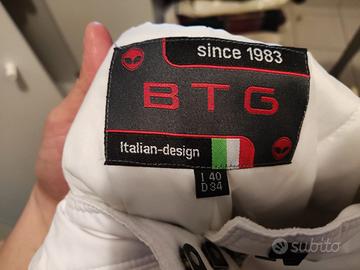 since 1983
BTG
Italian-design
I 40
D 34
subito